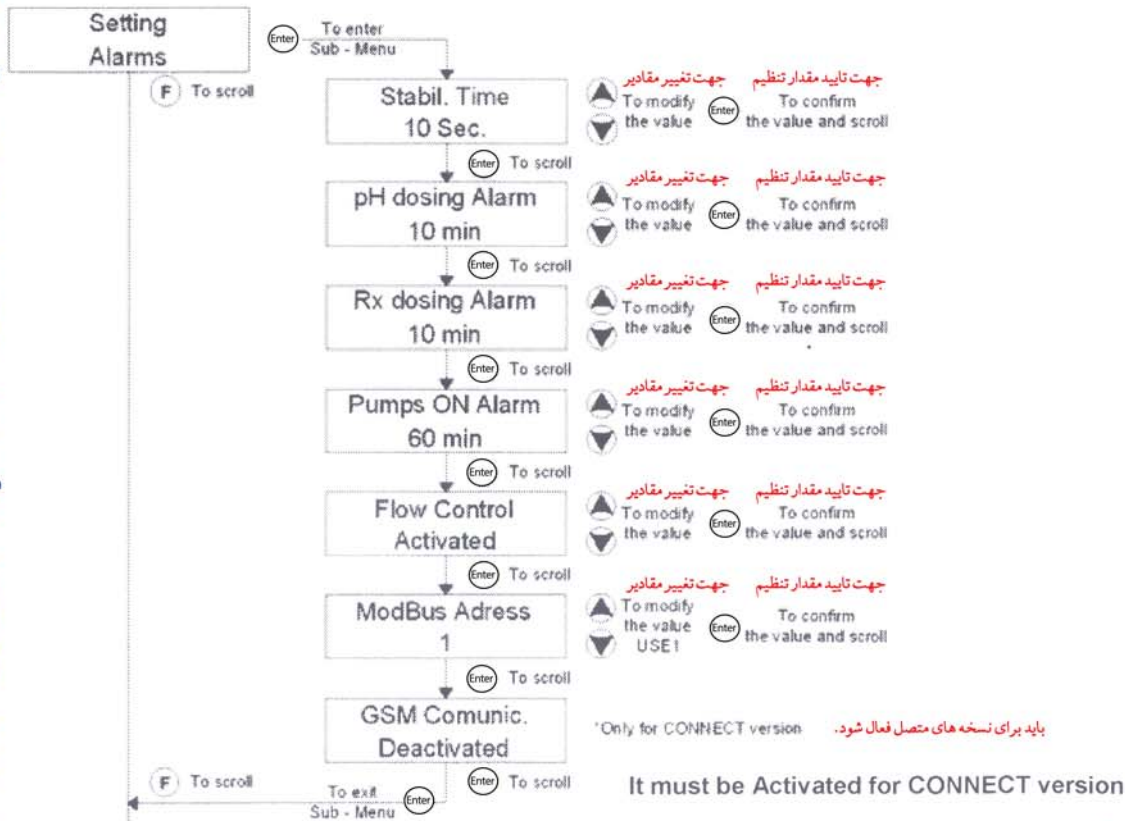 Setting
Alarms
Enter
To enter
Sub - Menu
F To scroll
Stabil. Time
10 Sec.
جهت تغییر مقادیر
To modify
the value
جهت تایید مقدار تنظیم
Enter
To confirm
the value and scroll
Enter To scroll
pH dosing Alarm
10 min
جهت تغییر مقادیر
To modify
the value
جهت تایید مقدار تنظیم
Enter
To confirm
the value and scroll
Enter To scroll
Rx dosing Alarm
10 min
جهت تغییر مقادیر
To modify
the value
جهت تایید مقدار تنظیم
Enter
To confirm
the value and scroll
Enter To scroll
Pumps ON Alarm
60 min
جهت تغییر مقادیر
To modify
the value
جهت تایید مقدار تنظیم
Enter
To confirm
the value and scroll
Enter To scroll
Flow Control
Activated
جهت تغییر مقادیر
To modify
the value
جهت تایید مقدار تنظیم
Enter
To confirm
the value and scroll
Enter To scroll
ModBus Adress
1
جهت تغییر مقادیر
To modify
the value
USE1
جهت تایید مقدار تنظیم
Enter
To confirm
the value and scroll
Enter To scroll
GSM Comunic.
Deactivated
*Only for CONNECT version
باید برای نسخه های متصل فعال شود.
It must be Activated for CONNECT version
Enter To scroll
F To scroll
To exit
Sub - Menu
Enter